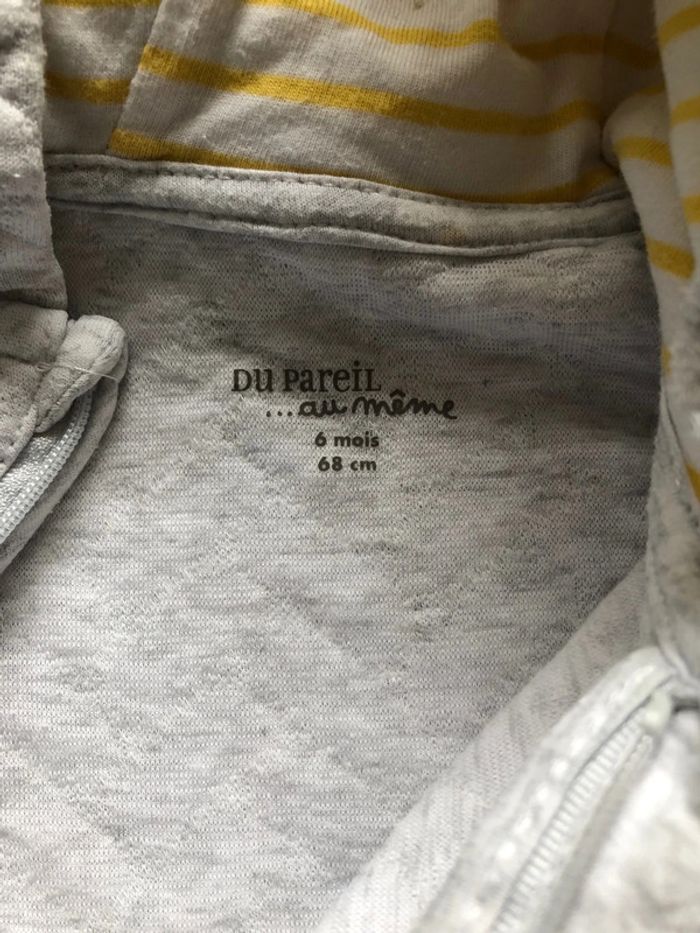 DU PareiL
...au même
6 mois
68 cm